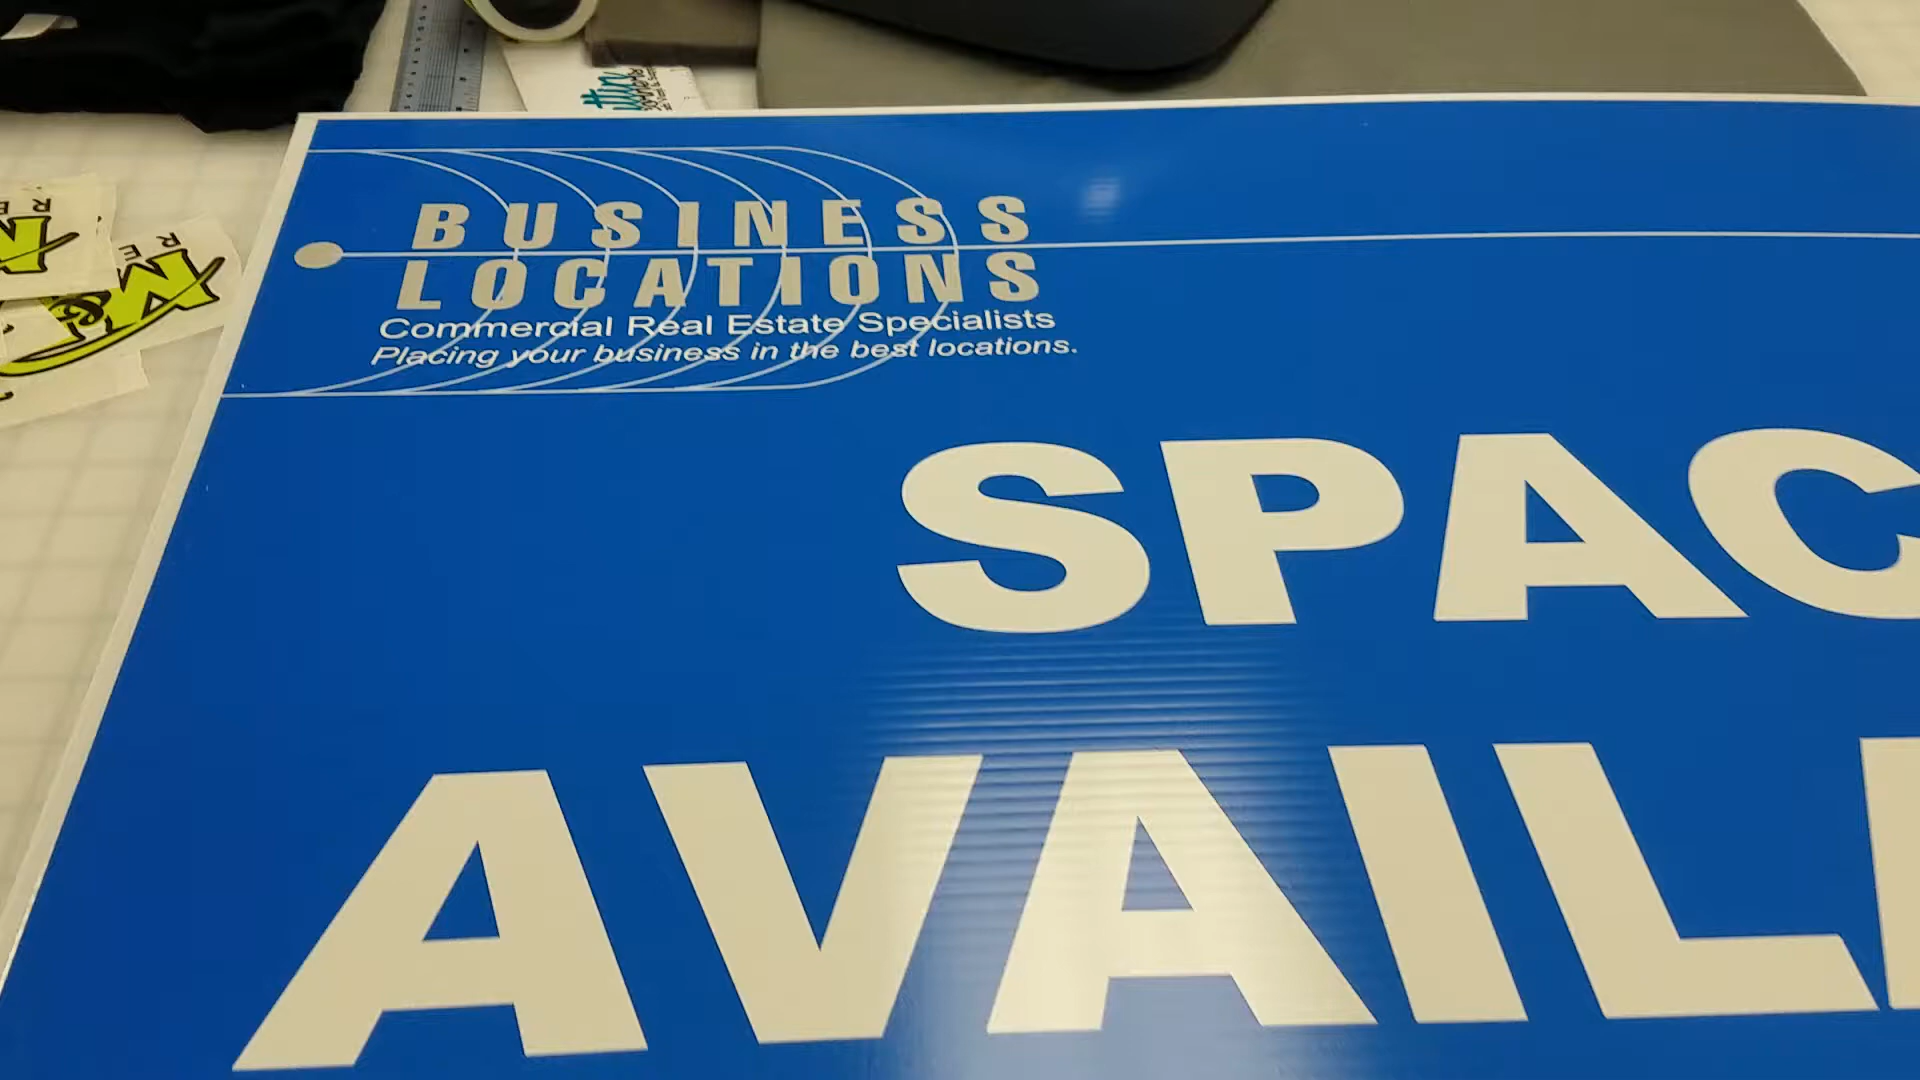 BUSINESS
LOCATIONS
Commercial Real Estate Specialists
Placing your business in the best locations.
SPAC
AVAIL